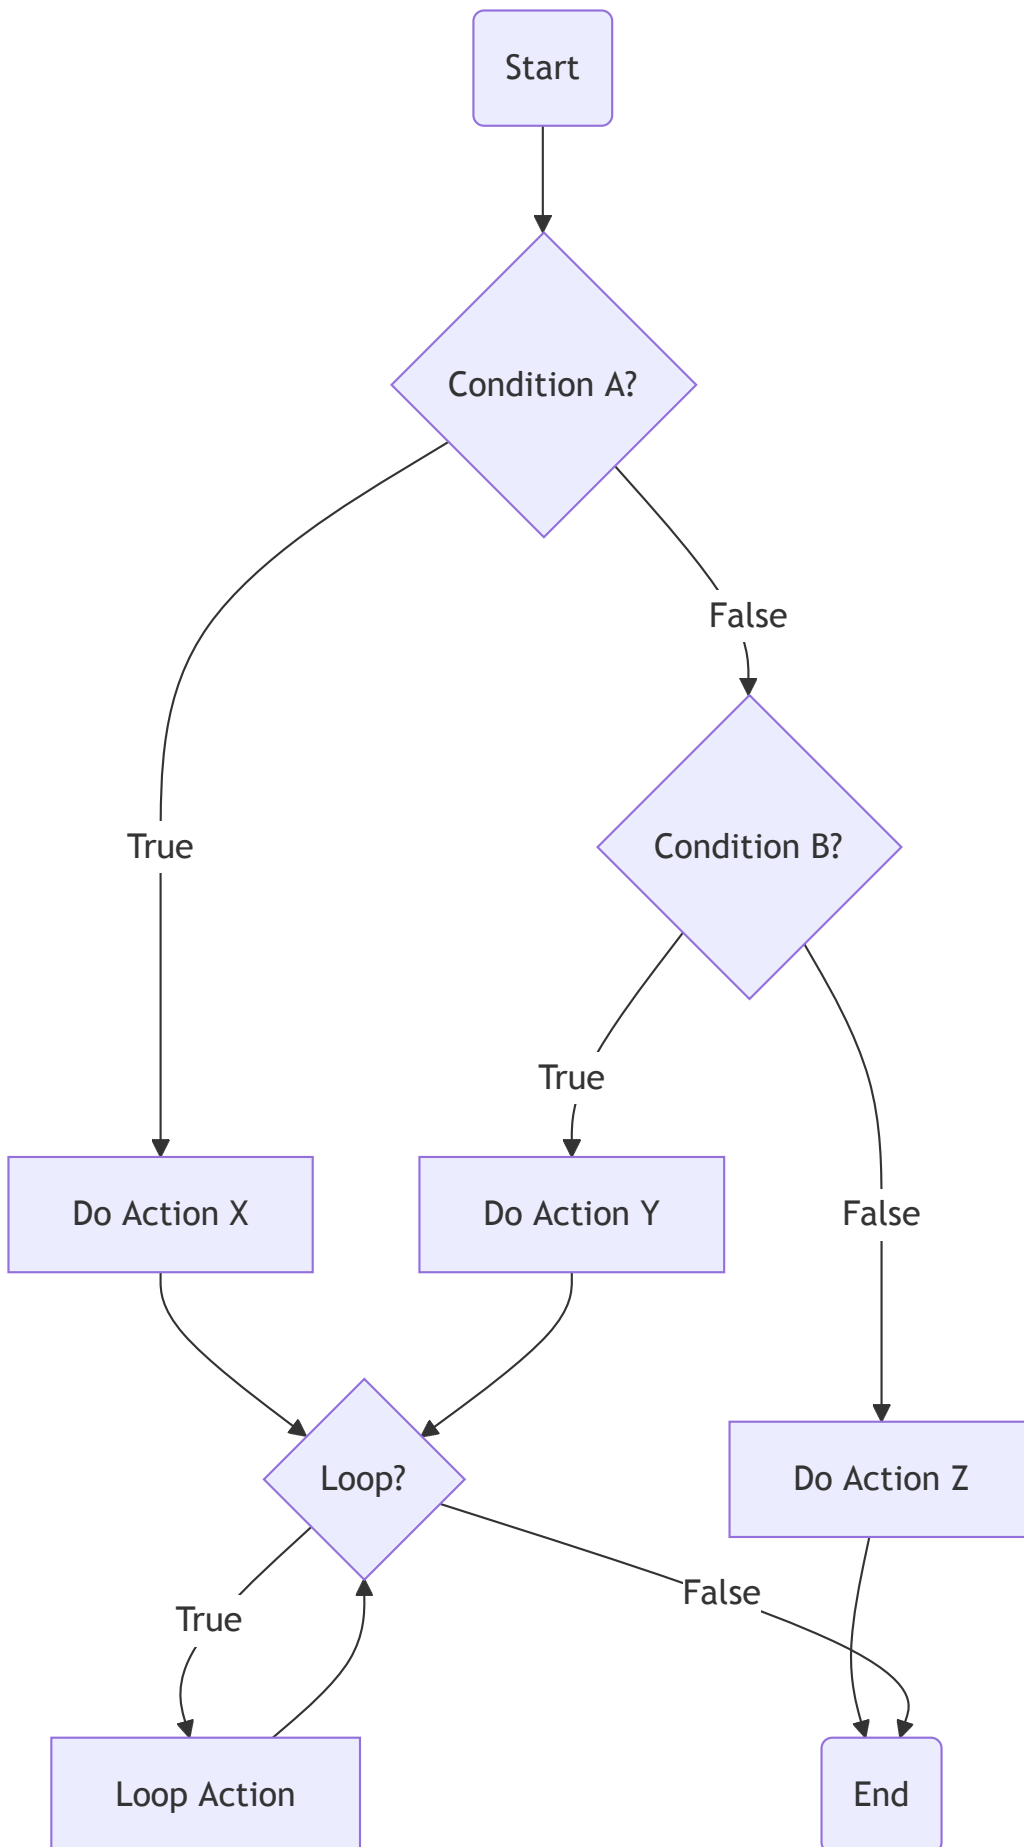 Start
Condition A?
False
True
Condition B?
True
Do Action X
Do Action Y
False
Loop?
Do Action Z
True
False
Loop Action
End